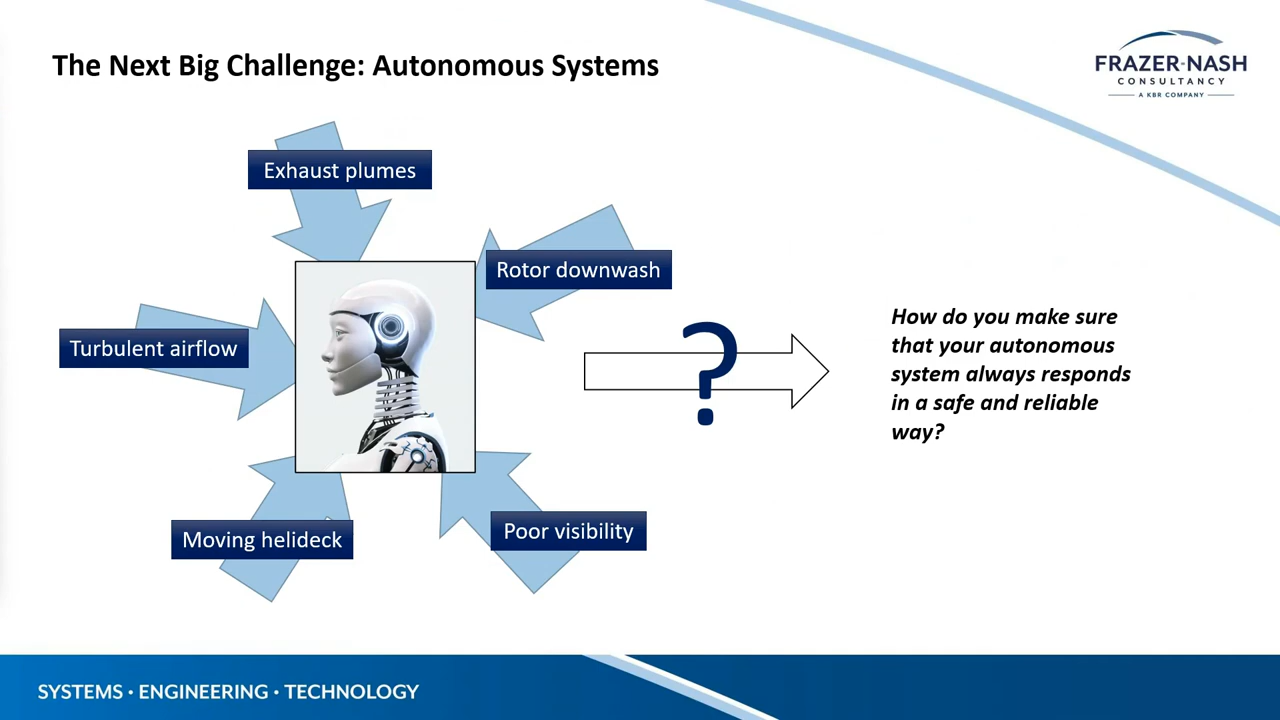 The Next Big Challenge: Autonomous Systems
FRAZER-NASH
CONSULTANCY
A KBR COMPANY
Exhaust plumes
Rotor downwash
Turbulent airflow
?
How do you make sure
that your autonomous
system always responds
in a safe and reliable
way?
Moving helideck
Poor visibility
SYSTEMS · ENGINEERING · TECHNOLOGY